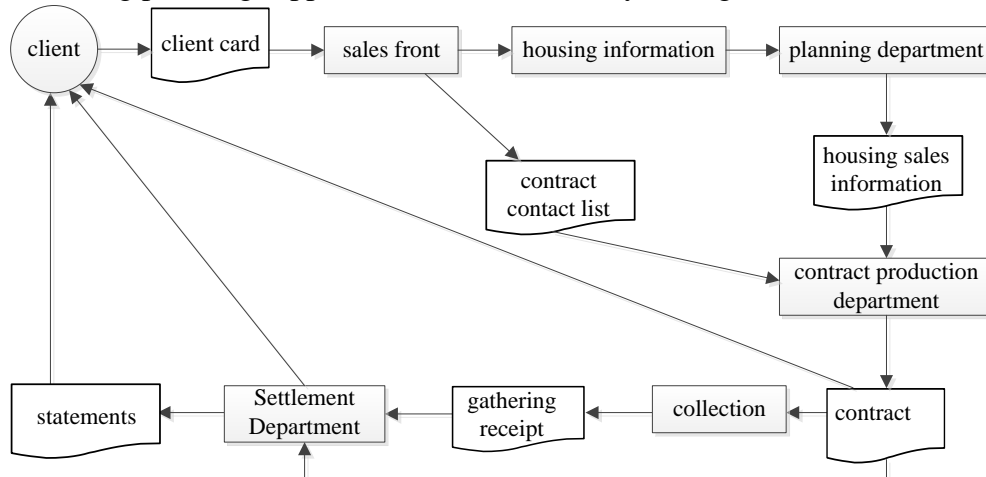 client
client card
sales front
housing information
planning department
housing sales
information
contract
contact list
contract production
department
statements
Settlement
Department
gathering
receipt
collection
contract